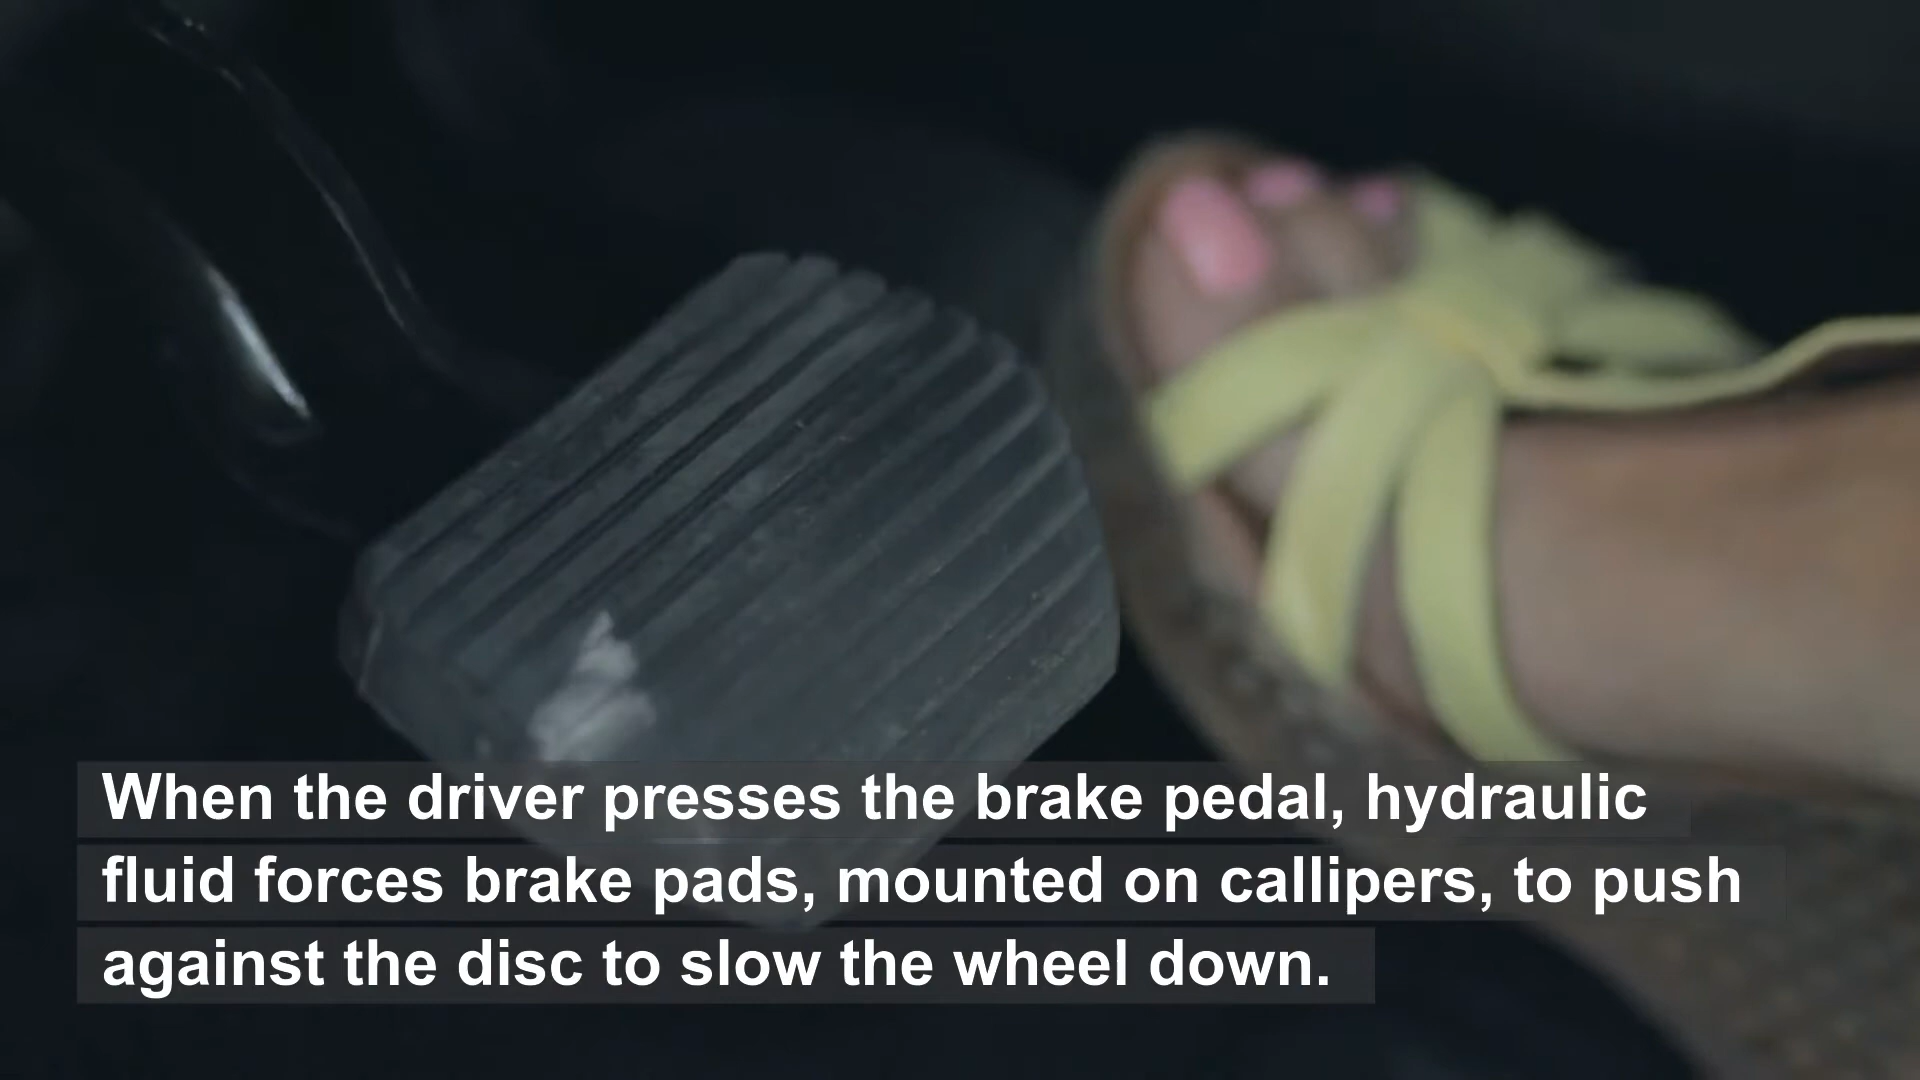 When the driver presses the brake pedal, hydraulic
fluid forces brake pads, mounted on callipers, to push
against the disc to slow the wheel down.